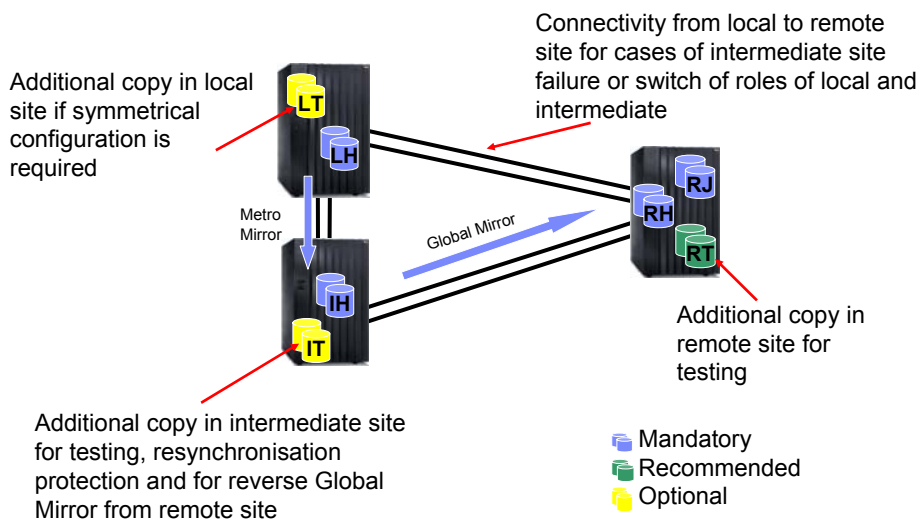 Connectivity from local to remote
site for cases of intermediate site
failure or switch of roles of local and
intermediate
Additional copy in local
site if symmetrical
configuration is
required
LT
LH
RJ
RH
RT
Metro
Mirror
Global Mirror
IH
IT
Additional copy in
remote site for
testing
Additional copy in intermediate site
for testing, resynchronisation
protection and for reverse Global
Mirror from remote site
Mandatory
Recommended
Optional